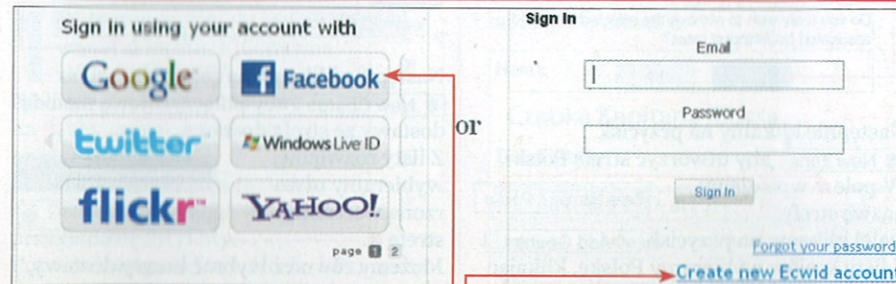 Sign in using your account with
Google
Facebook
twitter
Windows Live ID
flickr
YAHOO!
page 1 2
or
Sign In
Email
Password
Sign In
Forgot your password
Create new Ecwid account